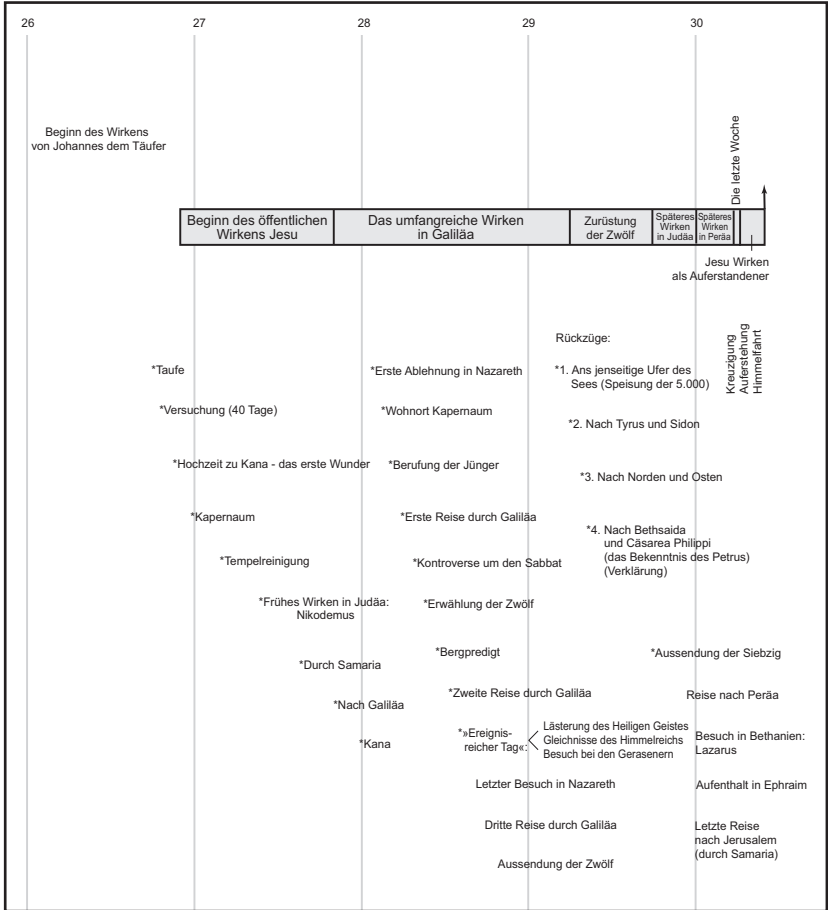 26
27
28
29
30
Beginn des Wirkens
von Johannes dem Täufer
Die letzte Woche
Beginn des öffentlichen
Wirkens Jesu
Das umfangreiche Wirken
in Galiläa
Zurüstung
der Zwölf
Späteres
Wirken
in Judäa
Späteres
Wirken
in Peräa
Jesu Wirken
als Auferstandener
Kreuzigung
Auferstehung
Himmelfahrt
*Taufe
*Versuchung (40 Tage)
*Hochzeit zu Kana - das erste Wunder
*Kapernaum
*Tempelreinigung
*Frühes Wirken in Judäa:
Nikodemus
*Durch Samaria
*Nach Galiläa
*Kana
*Erste Ablehnung in Nazareth
*Wohnort Kapernaum
*Berufung der Jünger
*Erste Reise durch Galiläa
*Kontroverse um den Sabbat
*Erwählung der Zwölf
*Bergpredigt
*Zweite Reise durch Galiläa
*»Ereignis-
reicher Tag«:
Lästerung des Heiligen Geistes
Gleichnisse des Himmelreichs
Besuch bei den Gerasenern
Letzter Besuch in Nazareth
Dritte Reise durch Galiläa
Aussendung der Zwölf
Rückzüge:
*1. Ans jenseitige Ufer des
Sees (Speisung der 5.000)
*2. Nach Tyrus und Sidon
*3. Nach Norden und Osten
*4. Nach Bethsaida
und Cäsarea Philippi
(das Bekenntnis des Petrus)
(Verklärung)
*Aussendung der Siebzig
Reise nach Peräa
Besuch in Bethanien:
Lazarus
Aufenthalt in Ephraim
Letzte Reise
nach Jerusalem
(durch Samaria)